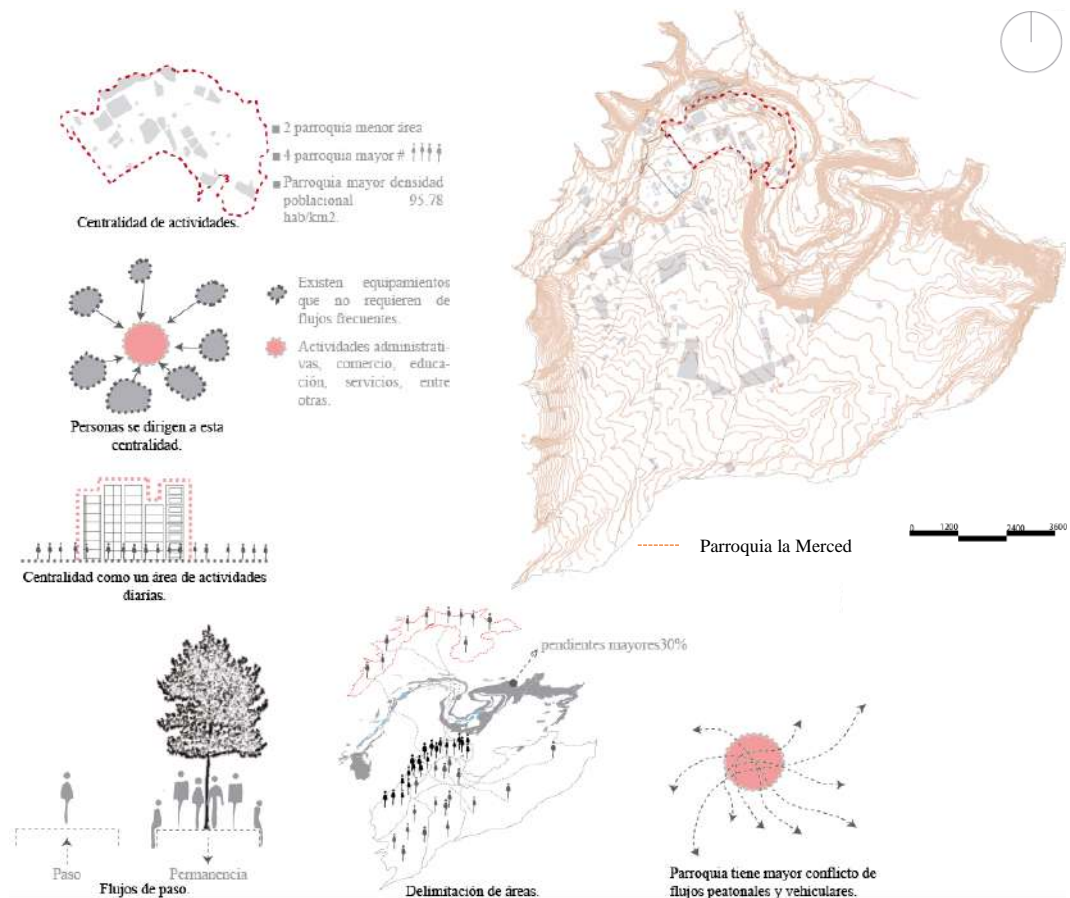 2 parroquia menor área
4 parroquia mayor #
Parroquia mayor densidad
poblacional 95.78
hab/km2.
Centralidad de actividades.
Existen equipamientos
que no requieren de
flujos frecuentes.
Actividades administrati-
vas, comercio, educa-
ción, servicios, entre
otras.
Personas se dirigen a esta
centralidad.
Centralidad como un área de actividades
diarias.
Parroquia la Merced
0 1200 2400 3600
pendientes mayores30%
Paso
Permanencia
Flujos de paso.
Delimitación de áreas.
Parroquia tiene mayor conflicto de
flujos peatonales y vehiculares.